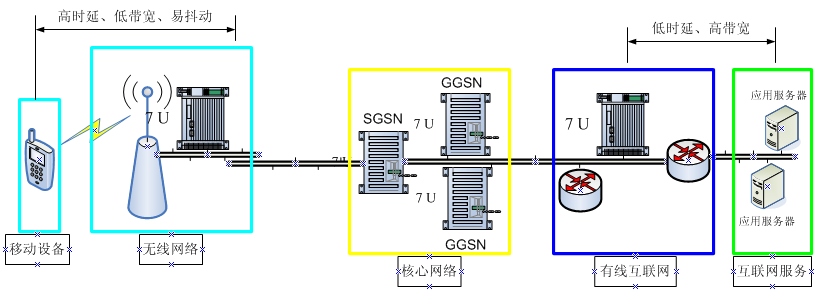 高时延、低带宽、易抖动
低时延、高带宽
GGSN
应用服务器
SGSN
7 U
7 U
7 U
7 U
7U
7 U
应用服务器
GGSN
移动设备
无线网络
核心网络
有线互联网
互联网服务